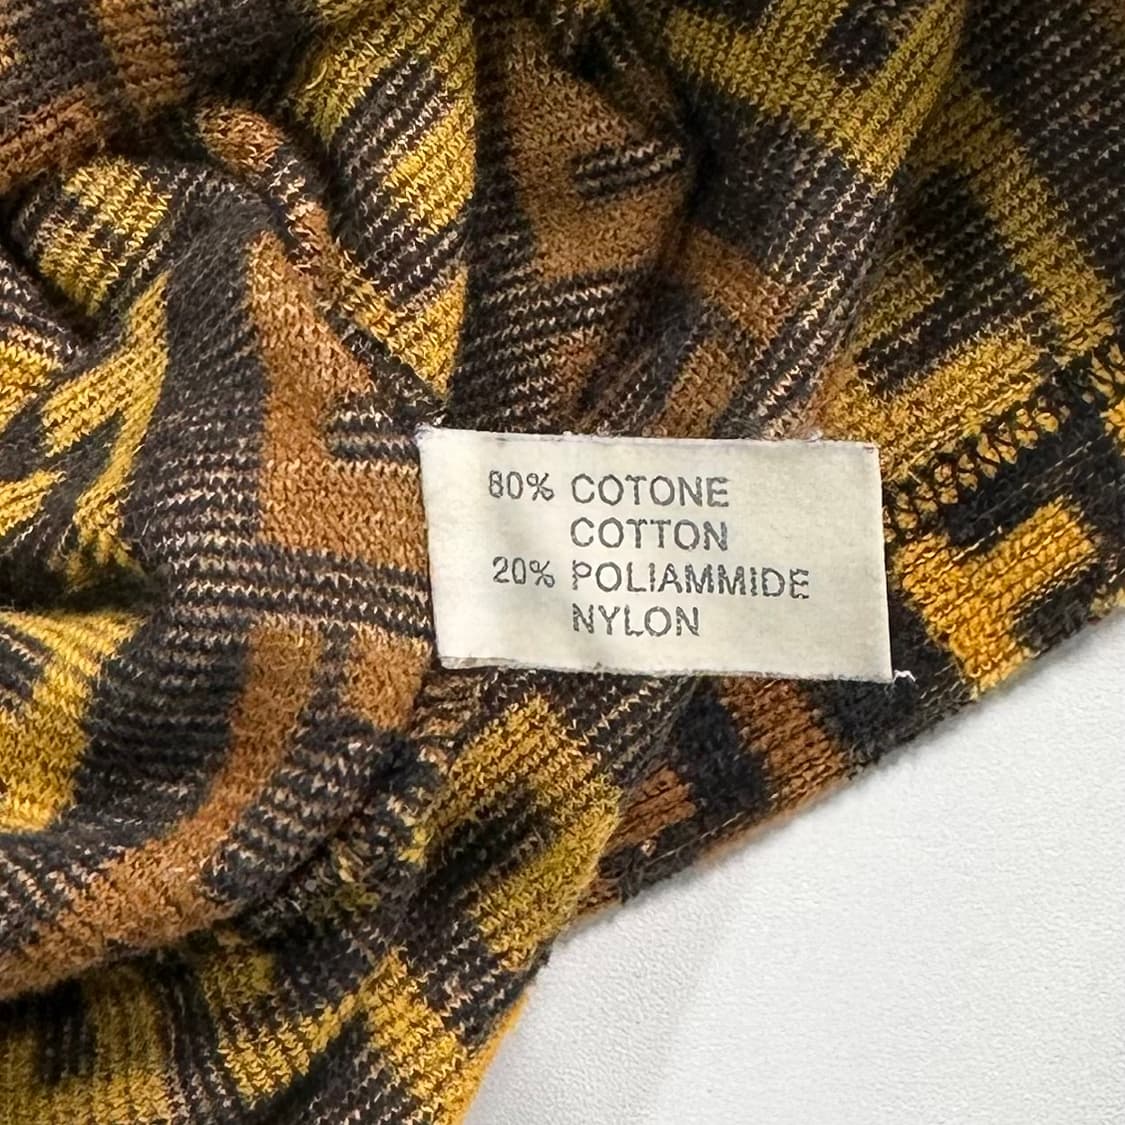 80% COTONE
COTTON
20% POLIAMMIDE
NYLON